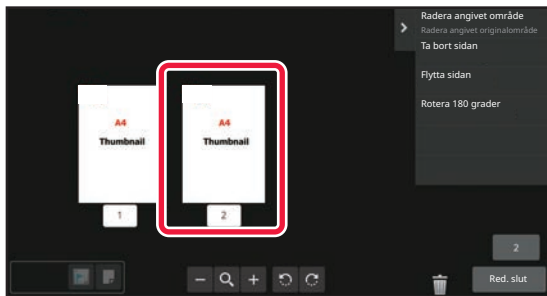 Radera angivet område
Radera angivet originalområde
Ta bort sidan
Flytta sidan
Rotera 180 grader
A4
Thumbnail
1
A4
Thumbnail
2
2
Red. slut